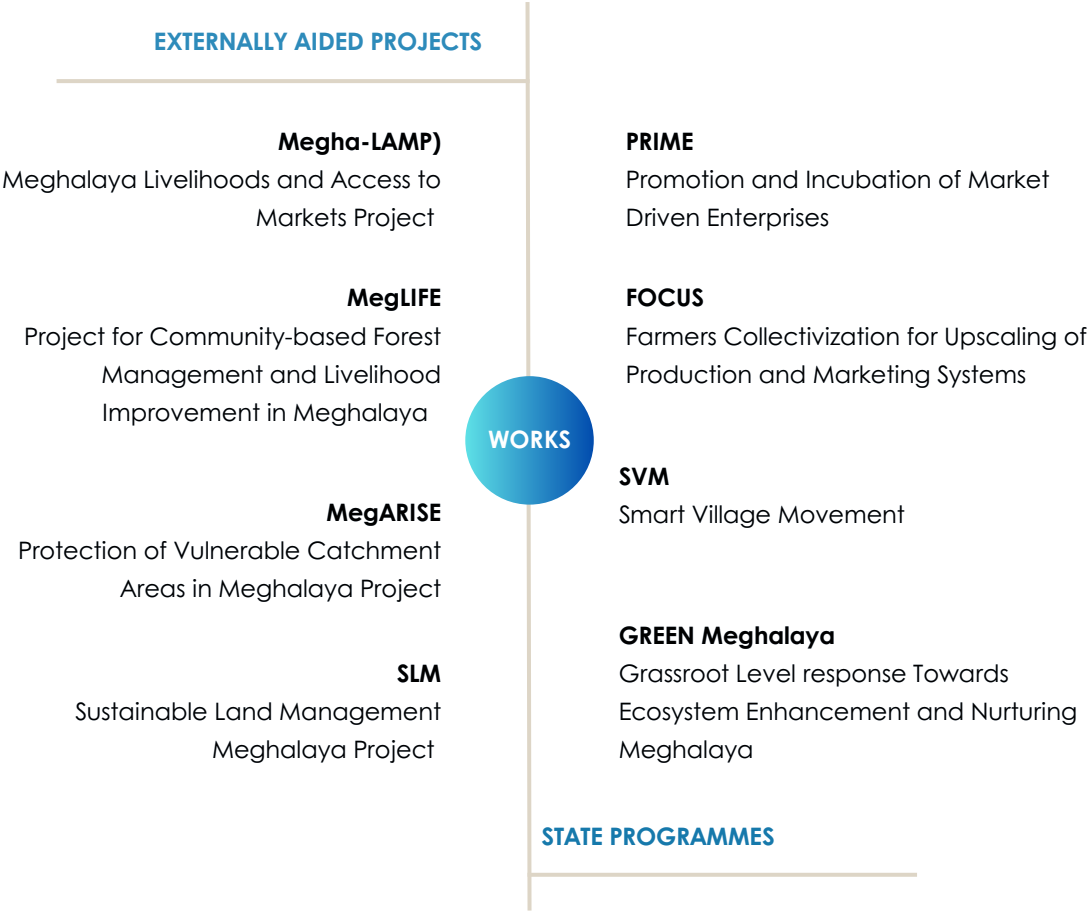 EXTERNALLY AIDED PROJECTS
Megha-LAMP)
Meghalaya Livelihoods and Access to
Markets Project
MegLIFE
Project for Community-based Forest
Management and Livelihood
Improvement in Meghalaya
MegARISE
Protection of Vulnerable Catchment
Areas in Meghalaya Project
SLM
Sustainable Land Management
Meghalaya Project
WORKS
PRIME
Promotion and Incubation of Market
Driven Enterprises
FOCUS
Farmers Collectivization for Upscaling of
Production and Marketing Systems
SVM
Smart Village Movement
GREEN Meghalaya
Grassroot Level response Towards
Ecosystem Enhancement and Nurturing
Meghalaya
STATE PROGRAMMES